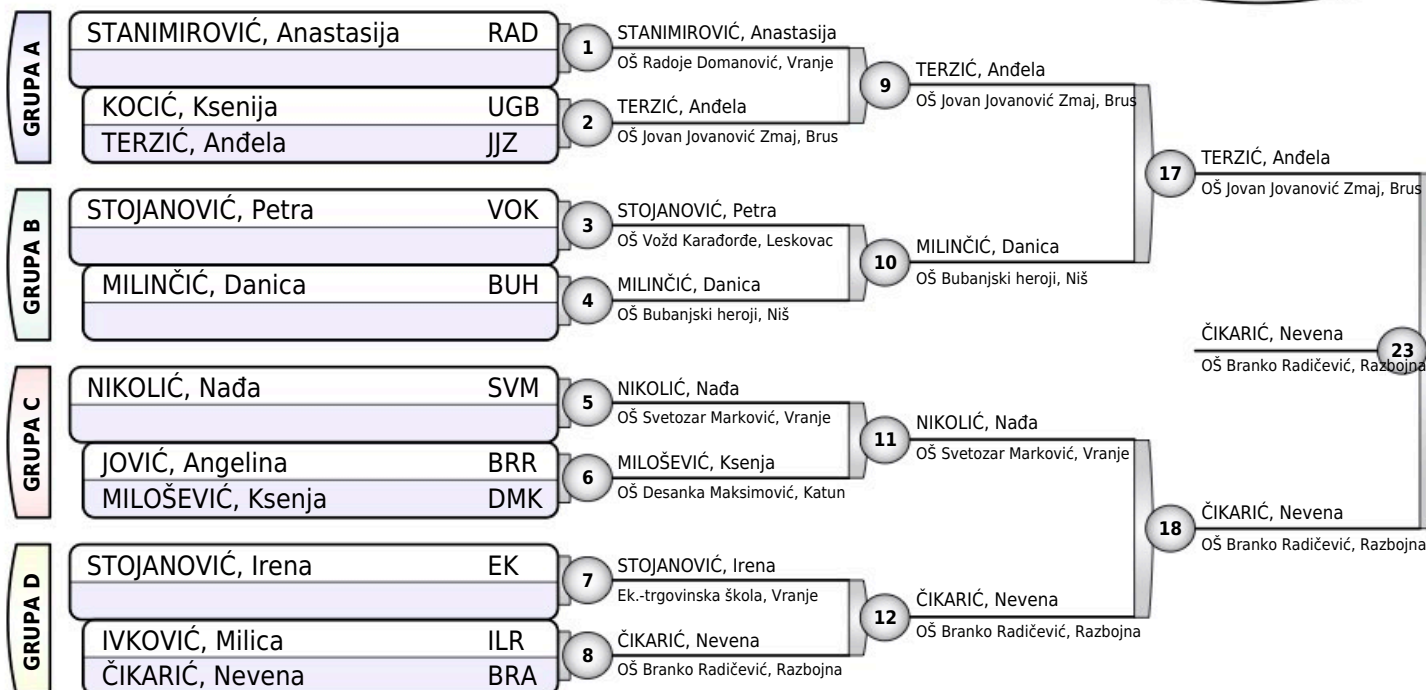 GRUPA A
STANIMIROVIĆ, Anastasija RAD
KOCIĆ, Ksenija UGB
TERZIĆ, Anđela JJZ
GRUPA B
STOJANOVIĆ, Petra VOK
MILINČIĆ, Danica BUH
GRUPA C
NIKOLIĆ, Nađa SVM
JOVIĆ, Angelina BRR
MILOŠEVIĆ, Ksenja DMK
GRUPA D
STOJANOVIĆ, Irena EK
IVKOVIĆ, Milica ILR
ČIKARIĆ, Nevena BRA
1
STANIMIROVIĆ, Anastasija
OŠ Radoje Domanović, Vranje
2
TERZIĆ, Anđela
OŠ Jovan Jovanović Zmaj, Brus
3
STOJANOVIĆ, Petra
OŠ Vožd Karađorđe, Leskovac
4
MILINČIĆ, Danica
OŠ Bubanjski heroji, Niš
5
NIKOLIĆ, Nađa
OŠ Svetozar Marković, Vranje
6
MILOŠEVIĆ, Ksenja
OŠ Desanka Maksimović, Katun
7
STOJANOVIĆ, Irena
Ek.-trgovinska škola, Vranje
8
ČIKARIĆ, Nevena
OŠ Branko Radičević, Razbojna
9
TERZIĆ, Anđela
OŠ Jovan Jovanović Zmaj, Brus
10
MILINČIĆ, Danica
OŠ Bubanjski heroji, Niš
11
NIKOLIĆ, Nađa
OŠ Svetozar Marković, Vranje
12
ČIKARIĆ, Nevena
OŠ Branko Radičević, Razbojna
17
TERZIĆ, Anđela
OŠ Jovan Jovanović Zmaj, Brus
18
ČIKARIĆ, Nevena
OŠ Branko Radičević, Razbojna
ČIKARIĆ, Nevena
23
OŠ Branko Radičević, Razbojna